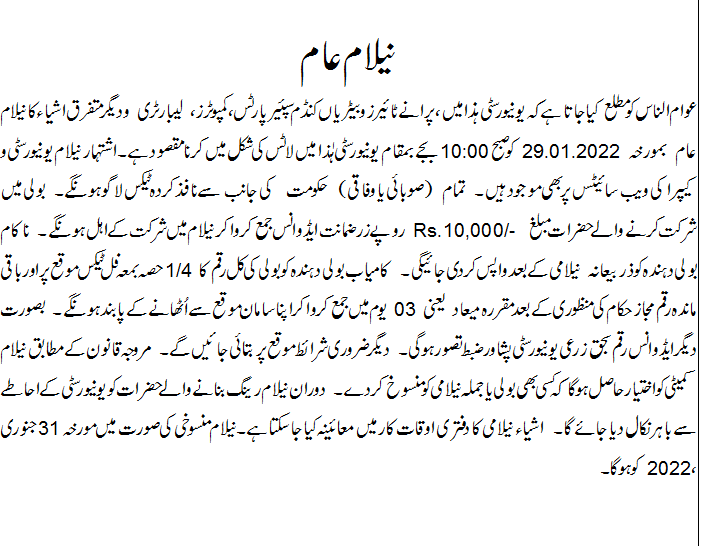 نیلام عام
عوام الناس کو مطلع کیا جاتا ہے کہ یونیورسٹی ہذا میں ،پرانے ٹائیرز و بیٹریاں کنڈم سپئیر پارٹس، کمپوٹرز، لیبارٹری ودیگر متفرق اشیاء کا نیلام
عام بمورخہ 29.01.2022 کو صبح 10:00 بجے بمقام یونیورسٹی لہٰذا میں لاٹس کی شکل میں کرنا مقصود ہے۔ اشتہار نیلام یونیورسٹی و
کیپرا کی ویب سائیٹس پر بھی موجود ہیں۔ تمام (صوبائی یا وفاقی) حکومت کی جانب سے نافذ کردہ ٹیکس لاگو ہونگے۔ بولی میں
شرکت کرنے والے حضرات مبلغ Rs.10,000/- روپے زر ضمانت ایڈوانس جمع کروا کر نیلام میں شرکت کے اہل ہونگے۔ ناکام
بولی دہندہ کو زر بیعانہ نیلامی کے بعد واپس کردی جائیگی۔ کامیاب بولی دہندہ کو بولی کی کل رقم کا 1/4 حصہ بمعہ فل ٹیکس موقع پر اور باقی
ماندہ رقم مجاز حکام کی منظوری کے بعد مقررہ میعاد یعنی 03 یوم میں جمع کروا کر اپنا سامان موقع سے اُٹھانے کے پابند ہونگے۔ بصورت
دیگر ایڈوانس رقم بحق زرعی یونیورسٹی پشاور ضبط تصور ہوگی۔ دیگر ضروری شرائط موقع پر بتائی جائیں گے۔ مروجہ قانون کے مطابق نیلام
کمیٹی کو اختیار حاصل ہوگا کہ کسی بھی بولی یا جملہ نیلامی کو منسوخ کردے۔ دوران نیلام رینگ بنانے والے حضرات کو یونیورسٹی کے احاطے
سے باہر نکال دیا جائے گا۔ اشیاء نیلامی کا دفتری اوقات کار میں معائینہ کیا جاسکتا ہے۔ نیلام منسوخی کی صورت میں مورخہ 31 جنوری
،2022 کو ہوگا۔